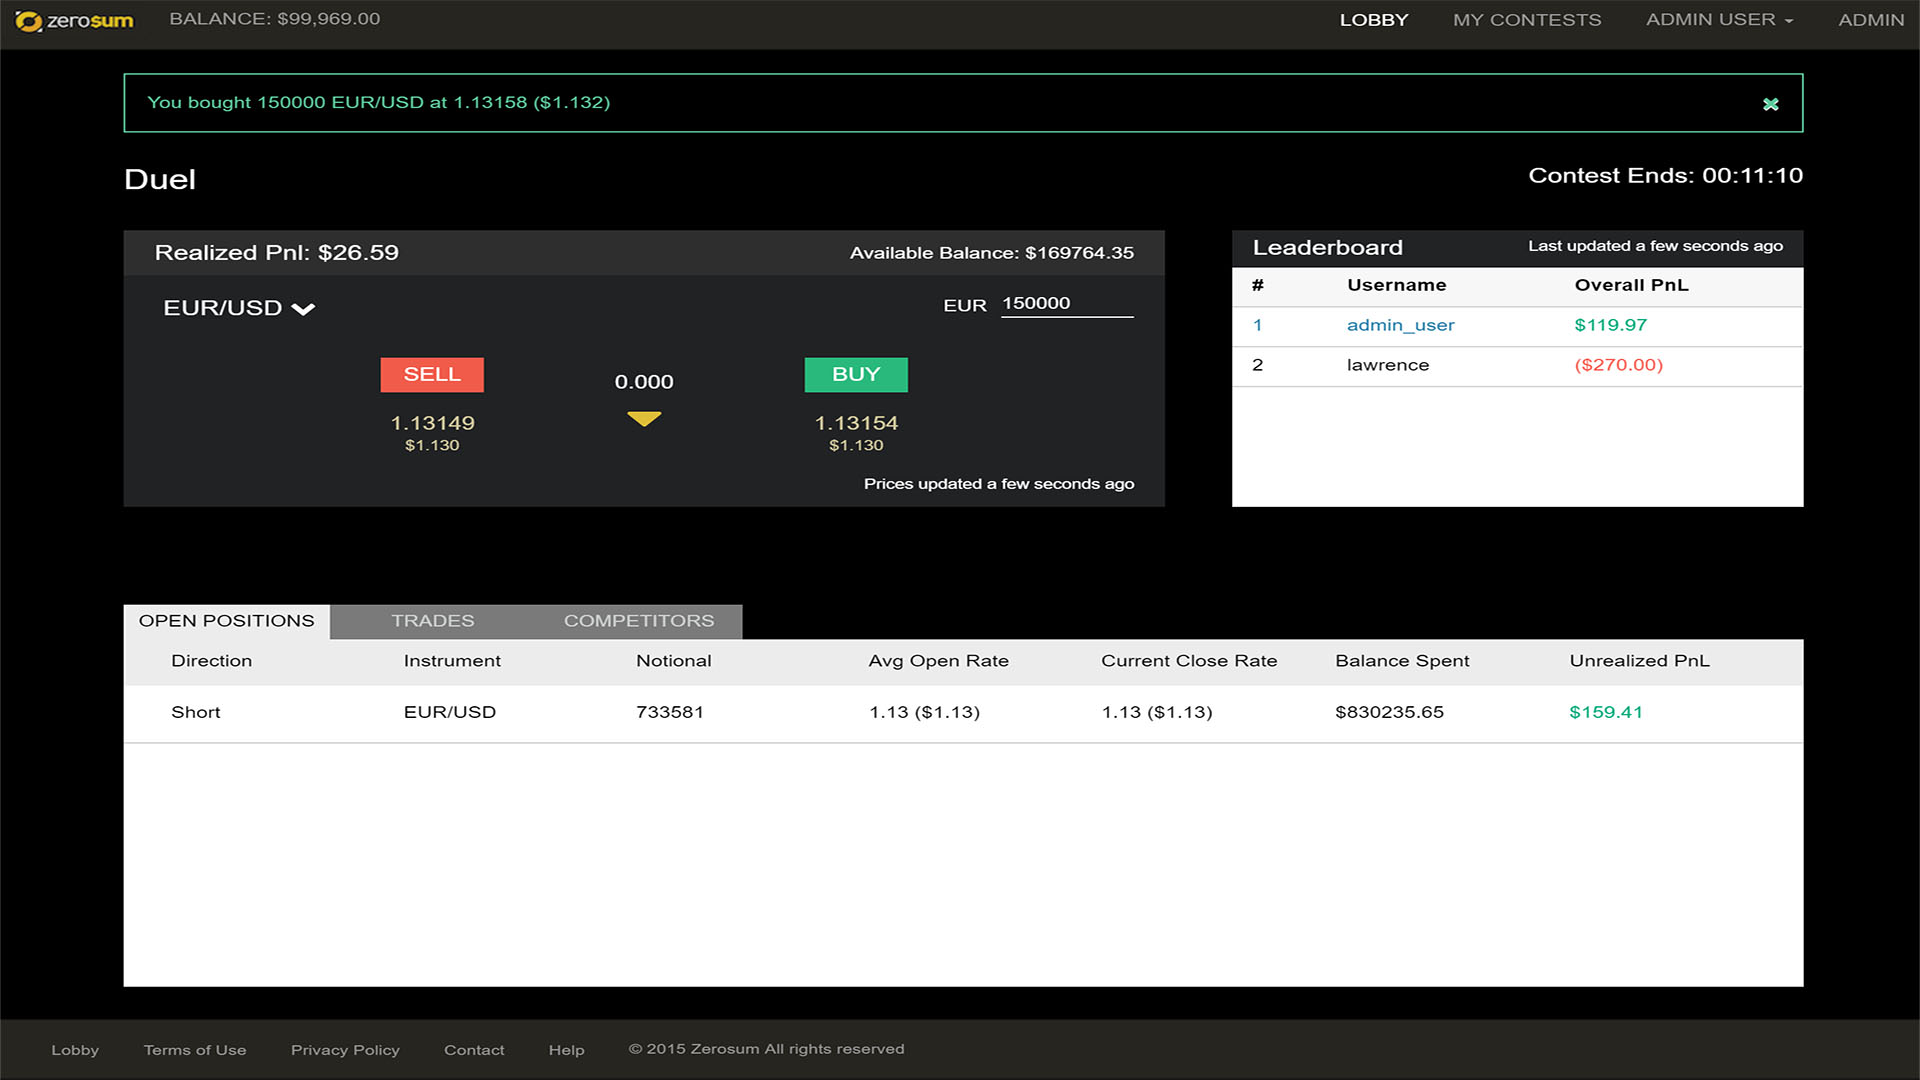 zerosum BALANCE: $99,969.00 LOBBY MY CONTESTS ADMIN USER ADMIN
You bought 150000 EUR/USD at 1.13158 ($1.132)
Duel Contest Ends: 00:11:10
Realized Pnl: $26.59 Available Balance: $169764.35
EUR/USD EUR 150000
SELL 0.000 BUY
1.13149 1.13154
$1.130 $1.130
Prices updated a few seconds ago
Leaderboard Last updated a few seconds ago
# Username Overall PnL
1 admin_user $119.97
2 lawrence ($270.00)
OPEN POSITIONS TRADES COMPETITORS
Direction Instrument Notional Avg Open Rate Current Close Rate Balance Spent Unrealized PnL
Short EUR/USD 733581 1.13 ($1.13) 1.13 ($1.13) $830235.65 $159.41
Lobby Terms of Use Privacy Policy Contact Help © 2015 Zerosum All rights reserved